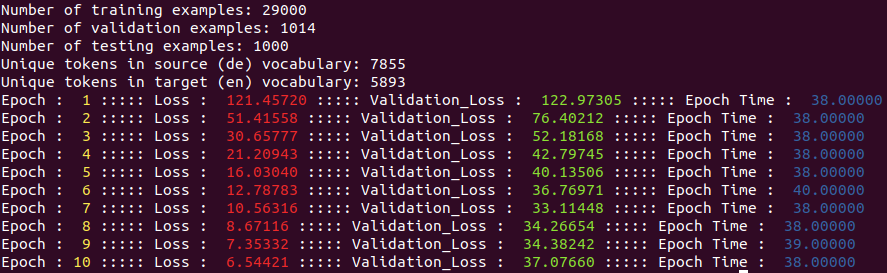 Number of training examples: 29000
Number of validation examples: 1014
Number of testing examples: 1000
Unique tokens in source (de) vocabulary: 7855
Unique tokens in target (en) vocabulary: 5893
Epoch :  1 ::::: Loss :  121.45720 ::::: Validation_Loss :  122.97305 ::::: Epoch Time :  38.00000
Epoch :  2 ::::: Loss :  51.41558 ::::: Validation_Loss :  76.40212 ::::: Epoch Time :  38.00000
Epoch :  3 ::::: Loss :  30.65777 ::::: Validation_Loss :  52.18168 ::::: Epoch Time :  38.00000
Epoch :  4 ::::: Loss :  21.20943 ::::: Validation_Loss :  42.79745 ::::: Epoch Time :  38.00000
Epoch :  5 ::::: Loss :  16.03040 ::::: Validation_Loss :  40.13506 ::::: Epoch Time :  38.00000
Epoch :  6 ::::: Loss :  12.78783 ::::: Validation_Loss :  36.76971 ::::: Epoch Time :  40.00000
Epoch :  7 ::::: Loss :  10.56316 ::::: Validation_Loss :  33.11448 ::::: Epoch Time :  38.00000
Epoch :  8 ::::: Loss :  8.67116 ::::: Validation_Loss :  34.26654 ::::: Epoch Time :  38.00000
Epoch :  9 ::::: Loss :  7.35332 ::::: Validation_Loss :  34.38242 ::::: Epoch Time :  39.00000
Epoch : 10 ::::: Loss :  6.54421 ::::: Validation_Loss :  37.07660 ::::: Epoch Time :  38.00000